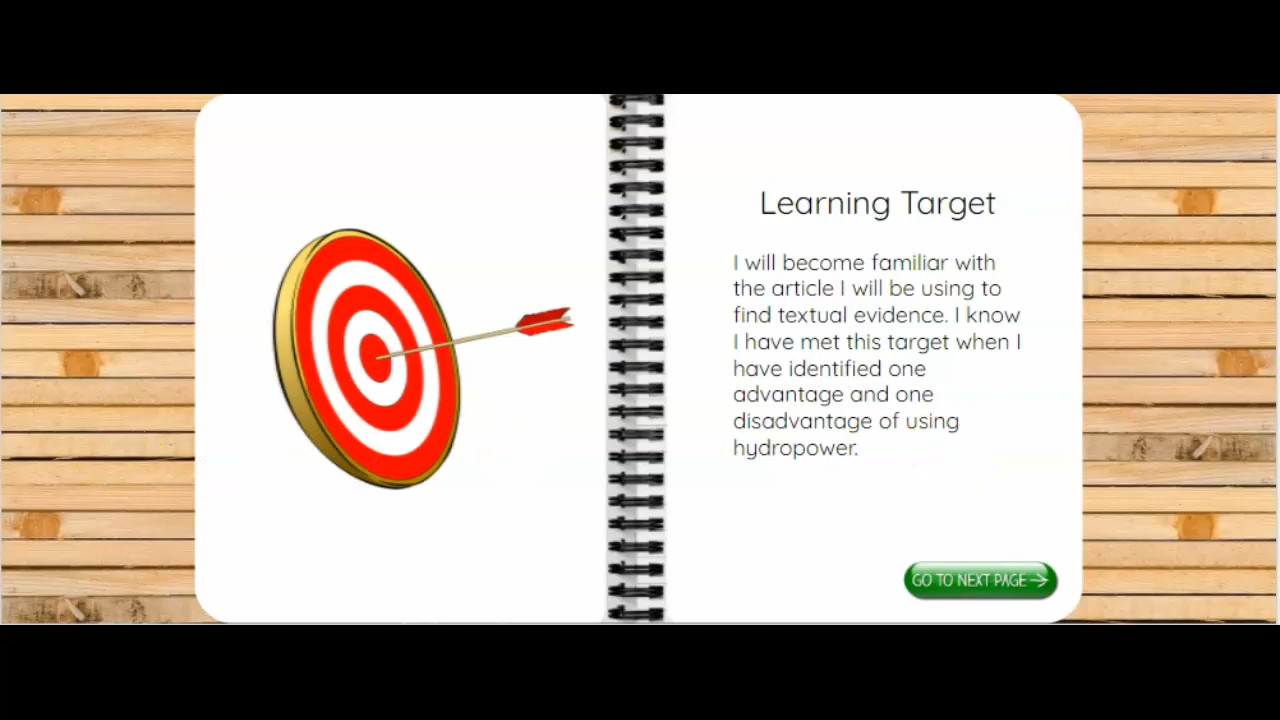 Learning Target
I will become familiar with
the article I will be using to
find textual evidence. I know
I have met this target when I
have identified one
advantage and one
disadvantage of using
hydropower.
GO TO NEXT PAGE →